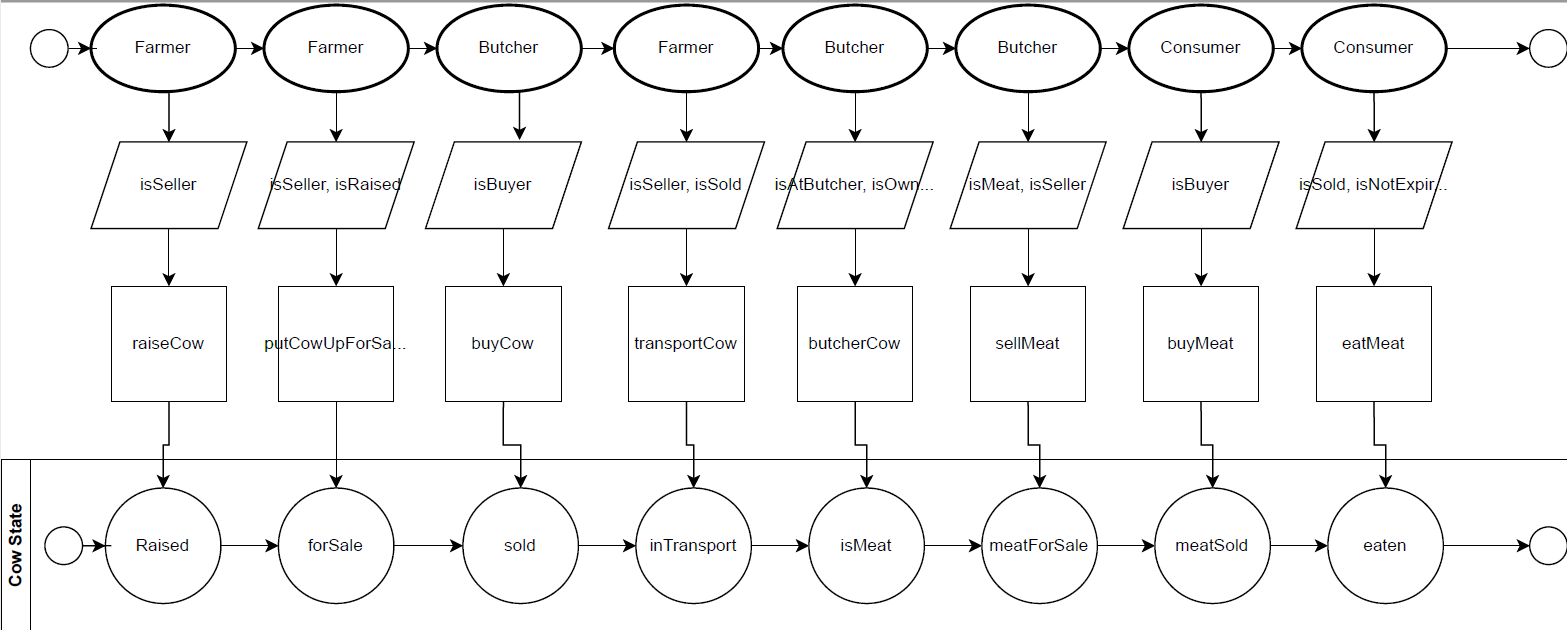 Farmer
Farmer
Butcher
Farmer
Butcher
Butcher
Consumer
Consumer
isSeller
isSeller, isRaised
isBuyer
isSeller, isSold
isAtButcher, isOwn...
isMeat, isSeller
isBuyer
isSold, isNotExpir...
raiseCow
putCowUpForSa...
buyCow
transportCow
butcherCow
sellMeat
buyMeat
eatMeat
Cow State
Raised
forSale
sold
inTransport
isMeat
meatForSale
meatSold
eaten